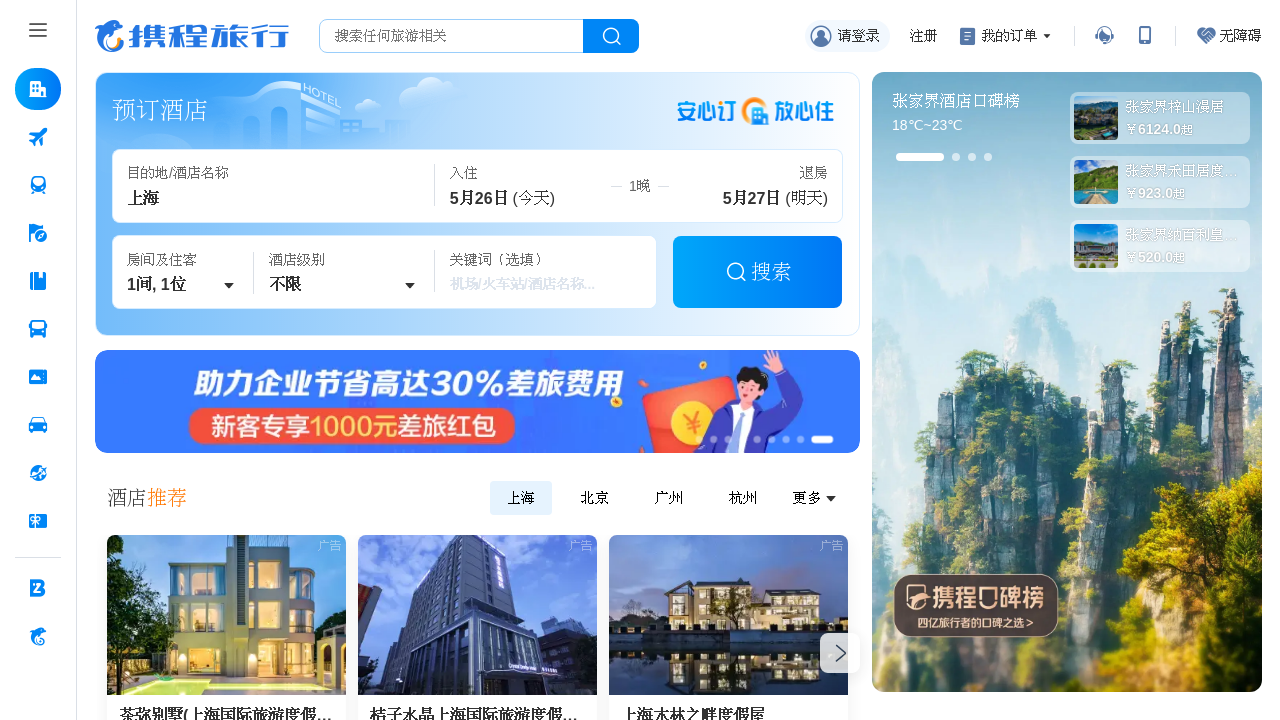 携程旅行
搜索任何旅游相关
请登录
注册
我的订单
无障碍
预订酒店
HOTEL
安心订 放心住
目的地/酒店名称
上海
入住
5月26日 (今天)
1晚
退房
5月27日 (明天)
房间及住客
1间, 1位
酒店级别
不限
关键词（选填）
机场/火车站/酒店名称...
搜索
助力企业节省高达30%差旅费用
新客专享1000元差旅红包
酒店推荐
上海
北京
广州
杭州
更多
广告
广告
广告
茶弥别墅(上海国际旅游度假...
桔子水晶上海国际旅游度假...
上海木林之畔度假屋
张家界酒店口碑榜
18℃~23℃
张家界梓山漫居
¥6124.0起
张家界禾田居度...
¥923.0起
张家界纳百利皇...
¥520.0起
携程口碑榜
四亿旅行者的口碑之选 >